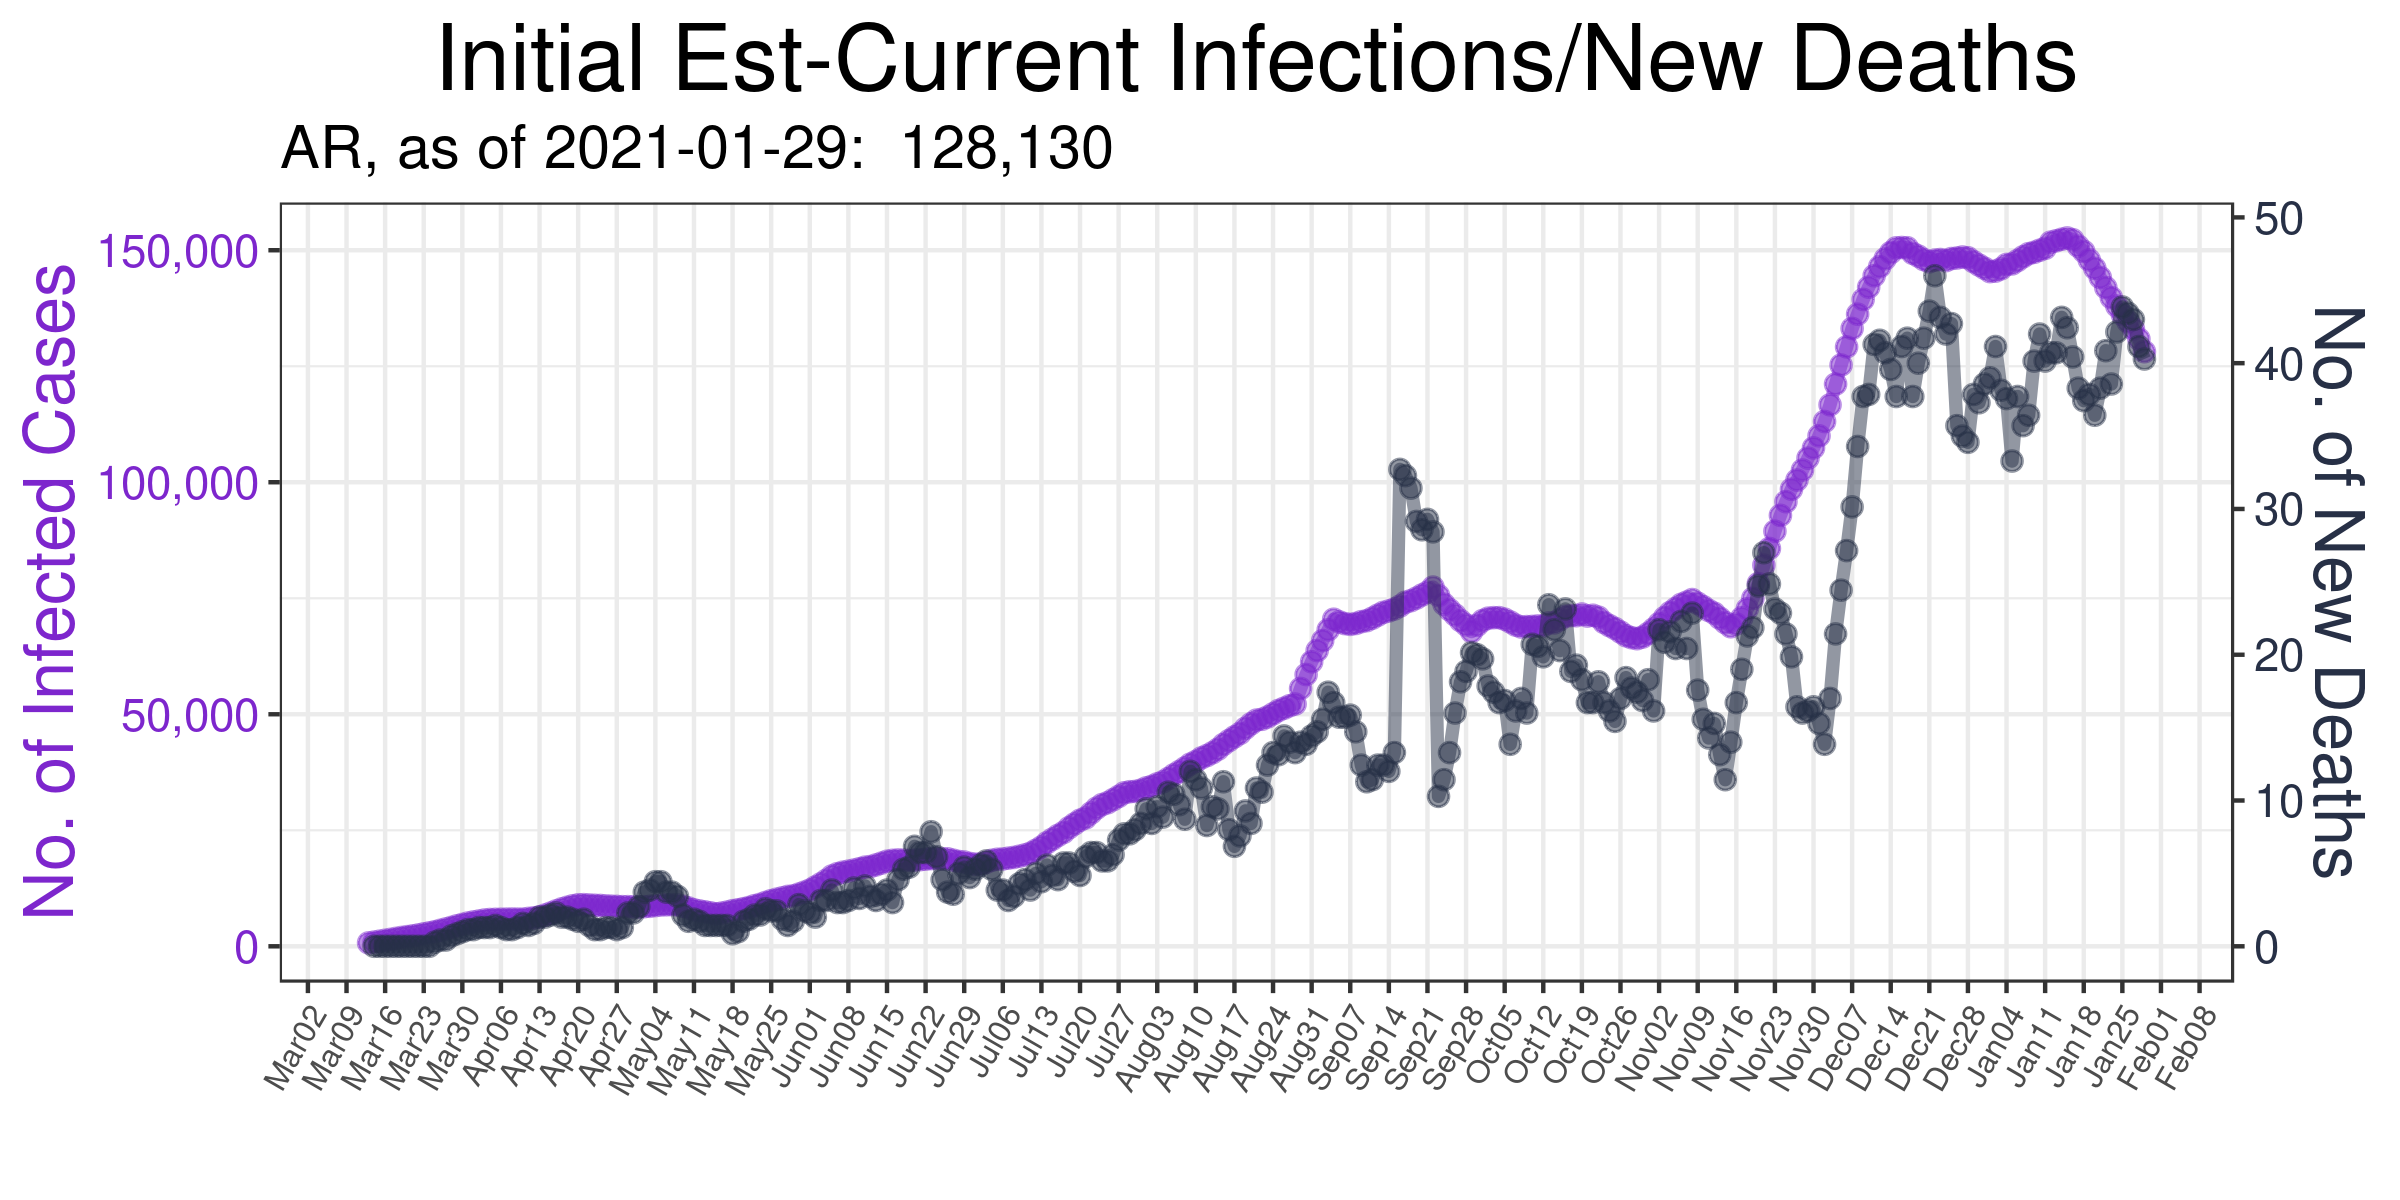 Initial Est-Current Infections/New Deaths
AR, as of 2021-01-29:  128,130
No. of Infected Cases
150,000
100,000
50,000
0
50
40
30
20
10
0
No. of New Deaths
Mar02
Mar09
Mar16
Mar23
Mar30
Apr06
Apr13
Apr20
Apr27
May04
May11
May18
May25
Jun01
Jun08
Jun15
Jun22
Jun29
Jul06
Jul13
Jul20
Jul27
Aug03
Aug10
Aug17
Aug24
Aug31
Sep07
Sep14
Sep21
Sep28
Oct05
Oct12
Oct19
Oct26
Nov02
Nov09
Nov16
Nov23
Nov30
Dec07
Dec14
Dec21
Dec28
Jan04
Jan11
Jan18
Jan25
Feb01
Feb08